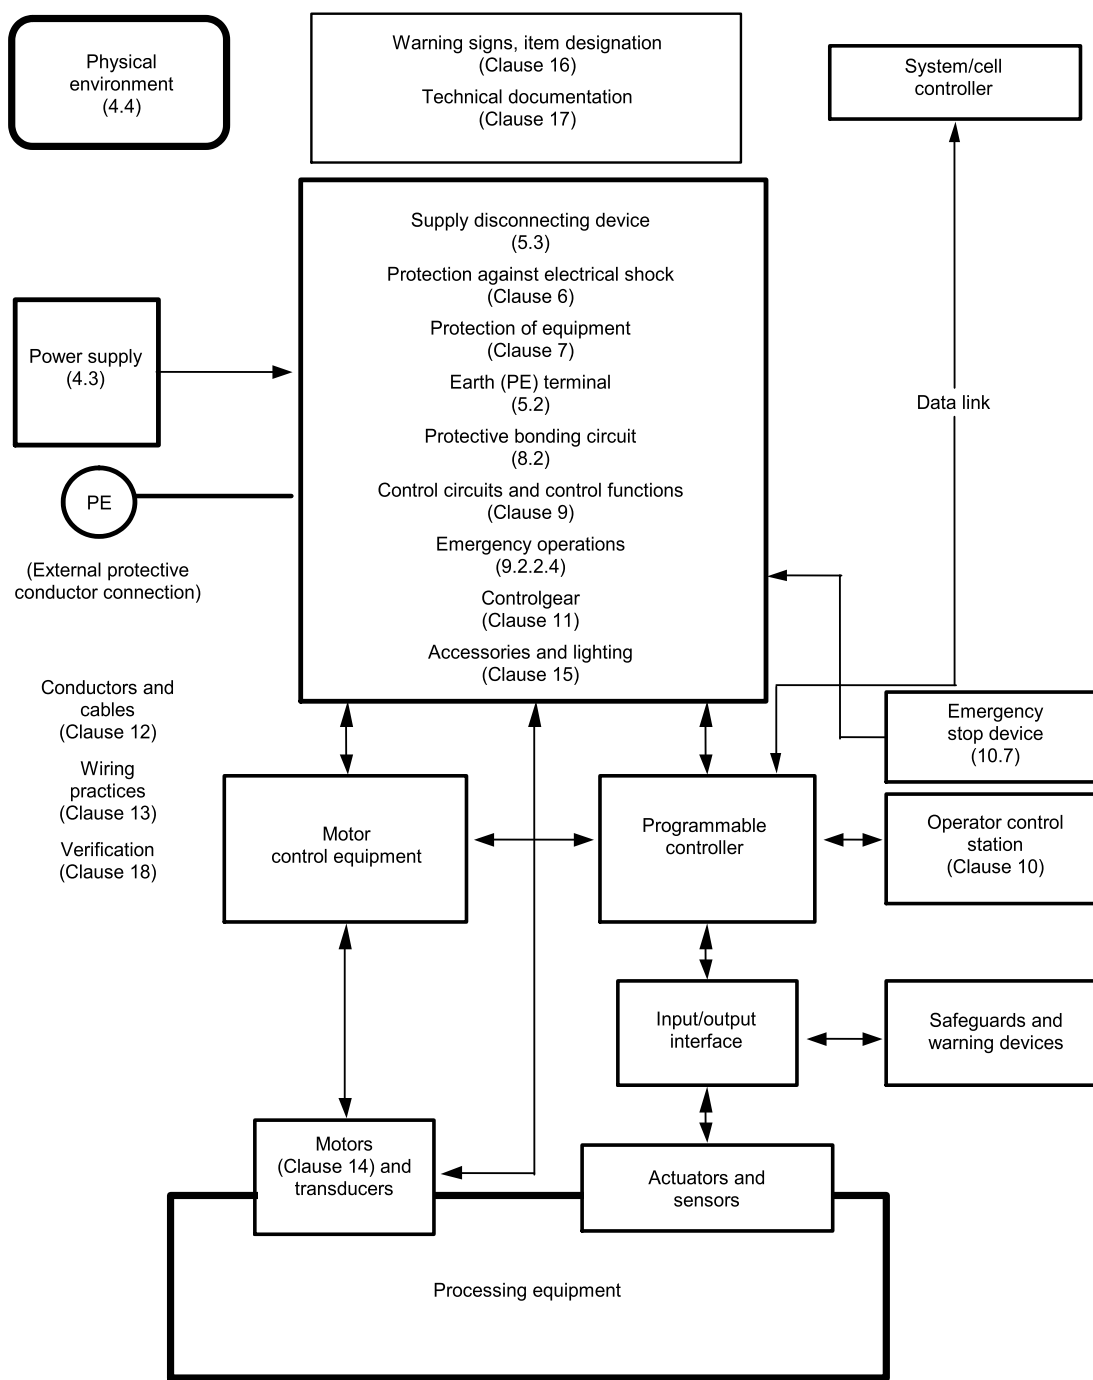 Physical
environment
(4.4)
Warning signs, item designation
(Clause 16)
Technical documentation
(Clause 17)
System/cell
controller
Supply disconnecting device
(5.3)
Protection against electrical shock
(Clause 6)
Protection of equipment
(Clause 7)
Earth (PE) terminal
(5.2)
Protective bonding circuit
(8.2)
Control circuits and control functions
(Clause 9)
Emergency operations
(9.2.2.4)
Controlgear
(Clause 11)
Accessories and lighting
(Clause 15)
Power supply
(4.3)
Data link
PE
(External protective
conductor connection)
Conductors and
cables
(Clause 12)
Wiring
practices
(Clause 13)
Verification
(Clause 18)
Emergency
stop device
(10.7)
Motor
control equipment
Programmable
controller
Operator control
station
(Clause 10)
Input/output
interface
Safeguards and
warning devices
Motors
(Clause 14) and
transducers
Actuators and
sensors
Processing equipment